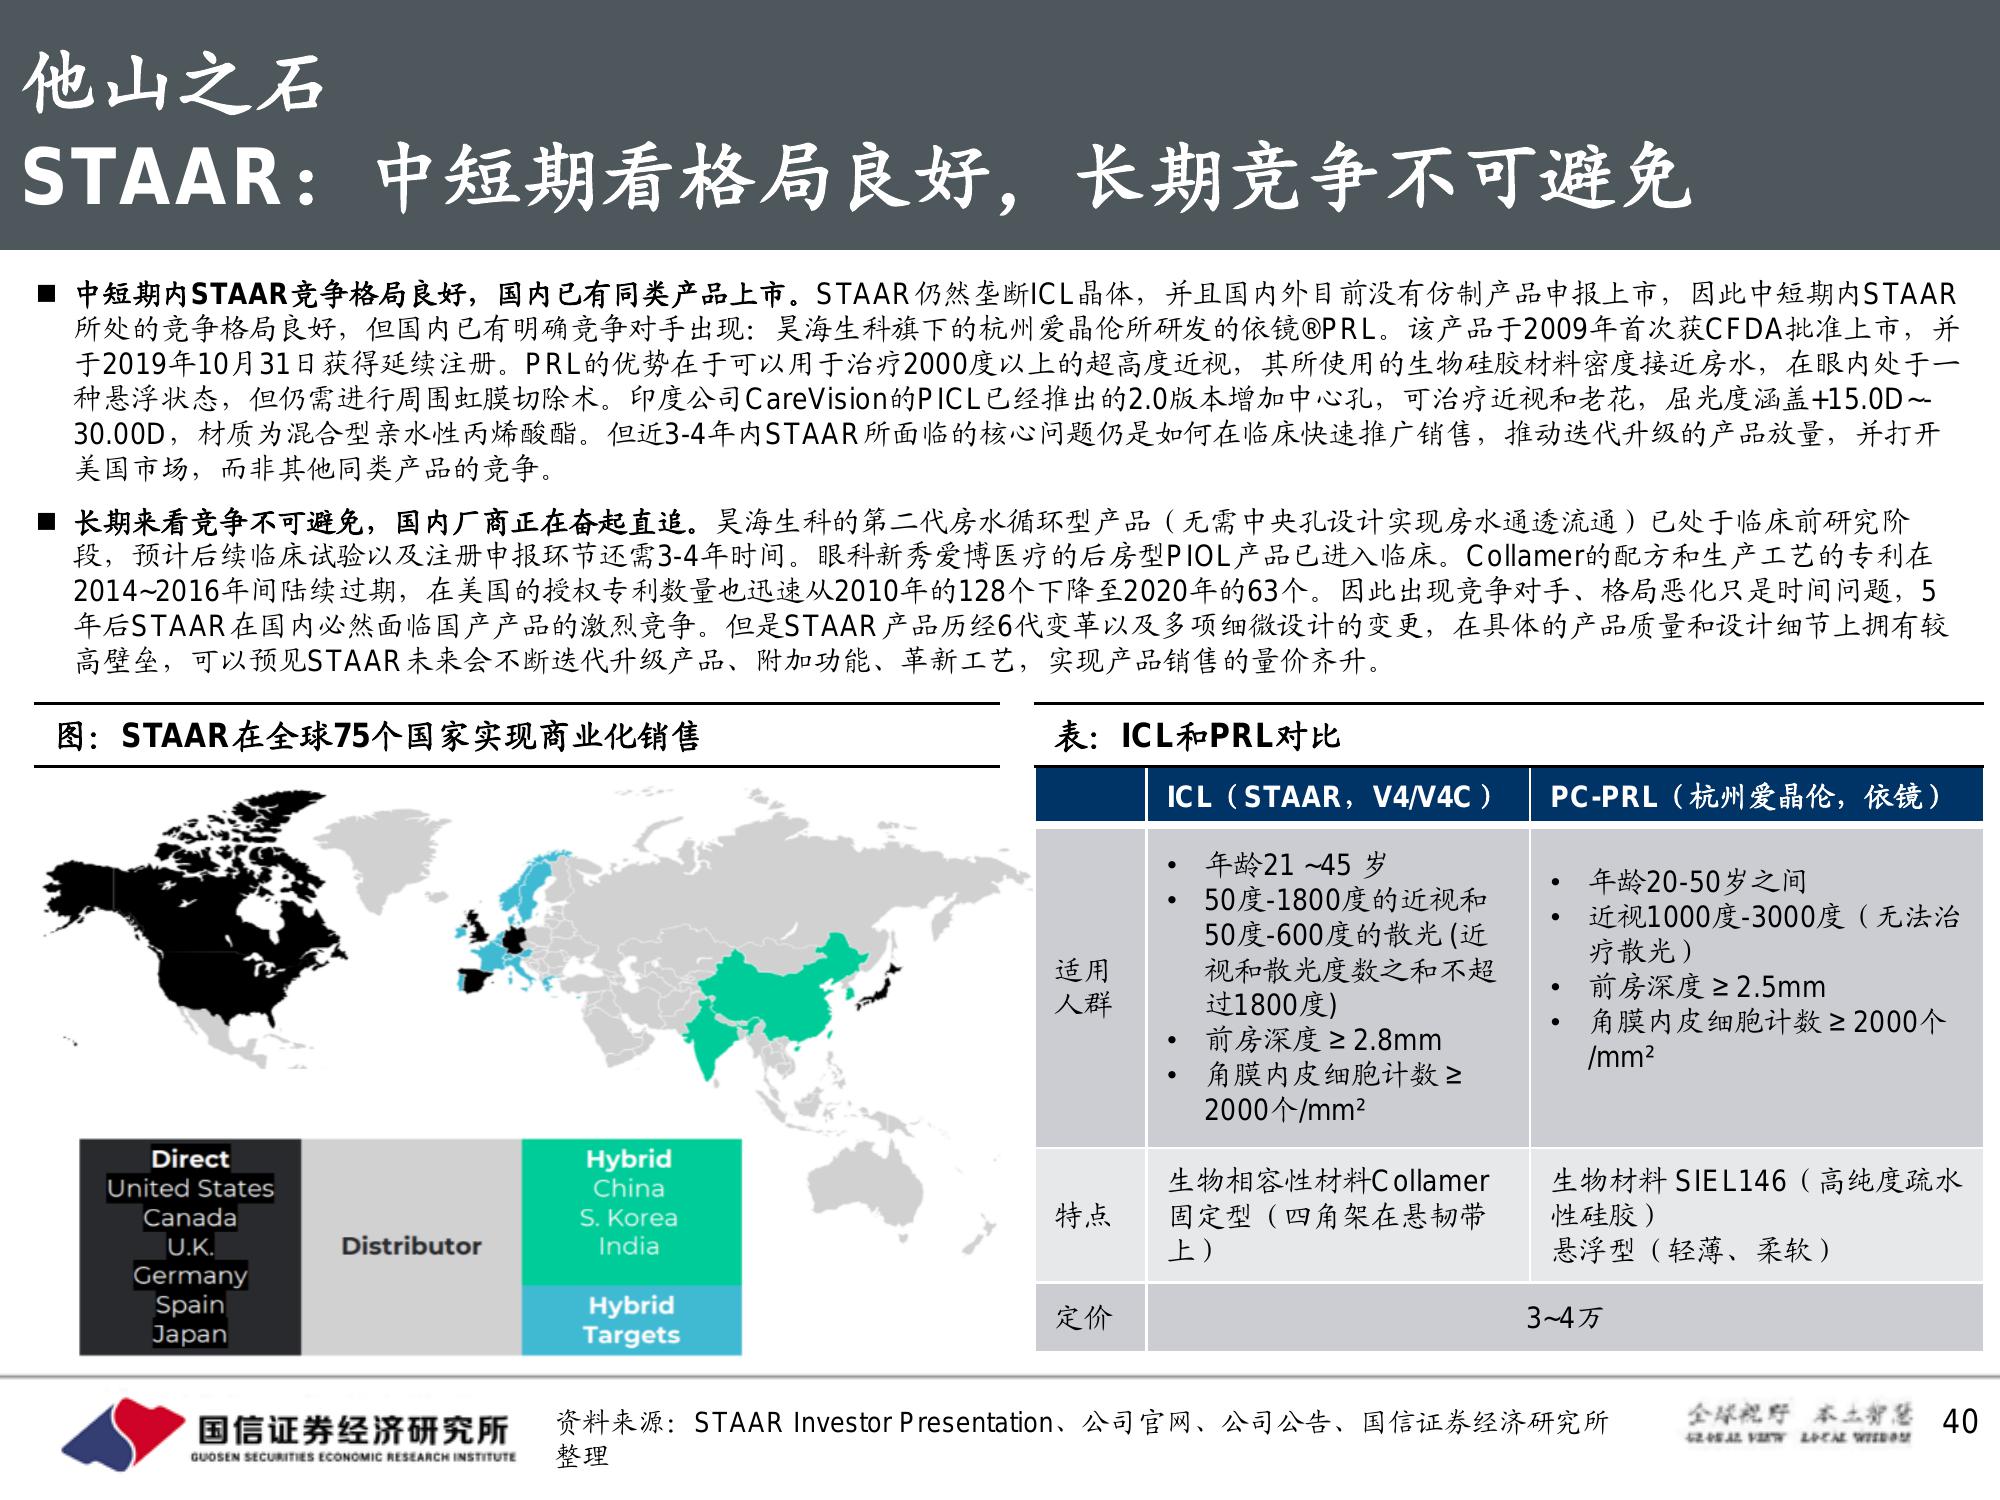 他山之石
STAAR：中短期看格局良好，长期竞争不可避免
■ 中短期内STAAR竞争格局良好，国内已有同类产品上市。STAAR仍然垄断ICL晶体，并且国内外目前没有仿制产品申报上市，因此中短期内STAAR
所处的竞争格局良好，但国内已有明确竞争对手出现：昊海生科旗下的杭州爱晶伦所研发的依镜®PRL。该产品于2009年首次获CFDA批准上市，并
于2019年10月31日获得延续注册。PRL的优势在于可以用于治疗2000度以上的超高度近视，其所使用的生物硅胶材料密度接近房水，在眼内处于一
种悬浮状态，但仍需进行周围虹膜切除术。印度公司CareVision的PICL已经推出的2.0版本增加中心孔，可治疗近视和老花，屈光度涵盖+15.0D~-
30.00D，材质为混合型亲水性丙烯酸酯。但近3-4年内STAAR所面临的核心问题仍是如何在临床快速推广销售，推动迭代升级的产品放量，并打开
美国市场，而非其他同类产品的竞争。
■ 长期来看竞争不可避免，国内厂商正在奋起直追。昊海生科的第二代房水循环型产品（无需中央孔设计实现房水通透流通）已处于临床前研究阶
段，预计后续临床试验以及注册申报环节还需3-4年时间。眼科新秀爱博医疗的后房型PIOL产品已进入临床。Collamer的配方和生产工艺的专利在
2014~2016年间陆续过期，在美国的授权专利数量也迅速从2010年的128个下降至2020年的63个。因此出现竞争对手、格局恶化只是时间问题，5
年后STAAR在国内必然面临国产产品的激烈竞争。但是STAAR产品历经6代变革以及多项细微设计的变更，在具体的产品质量和设计细节上拥有较
高壁垒，可以预见STAAR未来会不断迭代升级产品、附加功能、革新工艺，实现产品销售的量价齐升。
图：STAAR在全球75个国家实现商业化销售
Direct
United States
Canada
U.K.
Germany
Spain
Japan
Distributor
Hybrid
China
S. Korea
India
Hybrid
Targets
表：ICL和PRL对比
ICL（STAAR，V4/V4C）
PC-PRL（杭州爱晶伦，依镜）
适用
人群
• 年龄21 ~45 岁
• 50度-1800度的近视和
50度-600度的散光 (近
视和散光度数之和不超
过1800度)
• 前房深度 ≥ 2.8mm
• 角膜内皮细胞计数 ≥
2000个/mm²
• 年龄20-50岁之间
• 近视1000度-3000度（无法治
疗散光）
• 前房深度 ≥ 2.5mm
• 角膜内皮细胞计数 ≥ 2000个
/mm²
特点
生物相容性材料Collamer
固定型（四角架在悬韧带
上）
生物材料 SIEL146（高纯度疏水
性硅胶）
悬浮型（轻薄、柔软）
定价
3~4万
国信证券经济研究所
GUOSEN SECURITIES ECONOMIC RESEARCH INSTITUTE
资料来源：STAAR Investor Presentation、公司官网、公司公告、国信证券经济研究所
整理
全球视野 本土智慧
GLOBAL VIEW LOCAL WISDOM
40